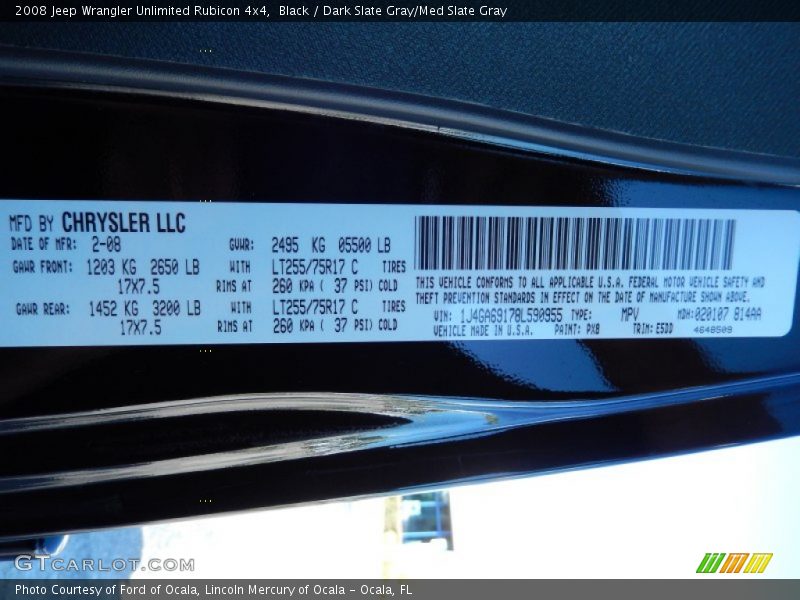 2008 Jeep Wrangler Unlimited Rubicon 4x4, Black / Dark Slate Gray/Med Slate Gray
MFD BY CHRYSLER LLC
DATE OF MFR: 2-08 GVWR: 2495 KG 05500 LB
GAWR FRONT: 1203 KG 2650 LB WITH LT255/75R17 C TIRES
17X7.5 RIMS AT 260 KPA ( 37 PSI) COLD
GAWR REAR: 1452 KG 3200 LB WITH LT255/75R17 C TIRES
17X7.5 RIMS AT 260 KPA ( 37 PSI) COLD
THIS VEHICLE CONFORMS TO ALL APPLICABLE U.S.A. FEDERAL MOTOR VEHICLE SAFETY AND
THEFT PREVENTION STANDARDS IN EFFECT ON THE DATE OF MANUFACTURE SHOWN ABOVE.
VIN: 1J4GA69178L590955 TYPE: MPV MDH:020107 814AA
VEHICLE MADE IN U.S.A. PAINT: PX8 TRIM: E5DD 4648509
GTCARLOT.COM
Photo Courtesy of Ford of Ocala, Lincoln Mercury of Ocala - Ocala, FL